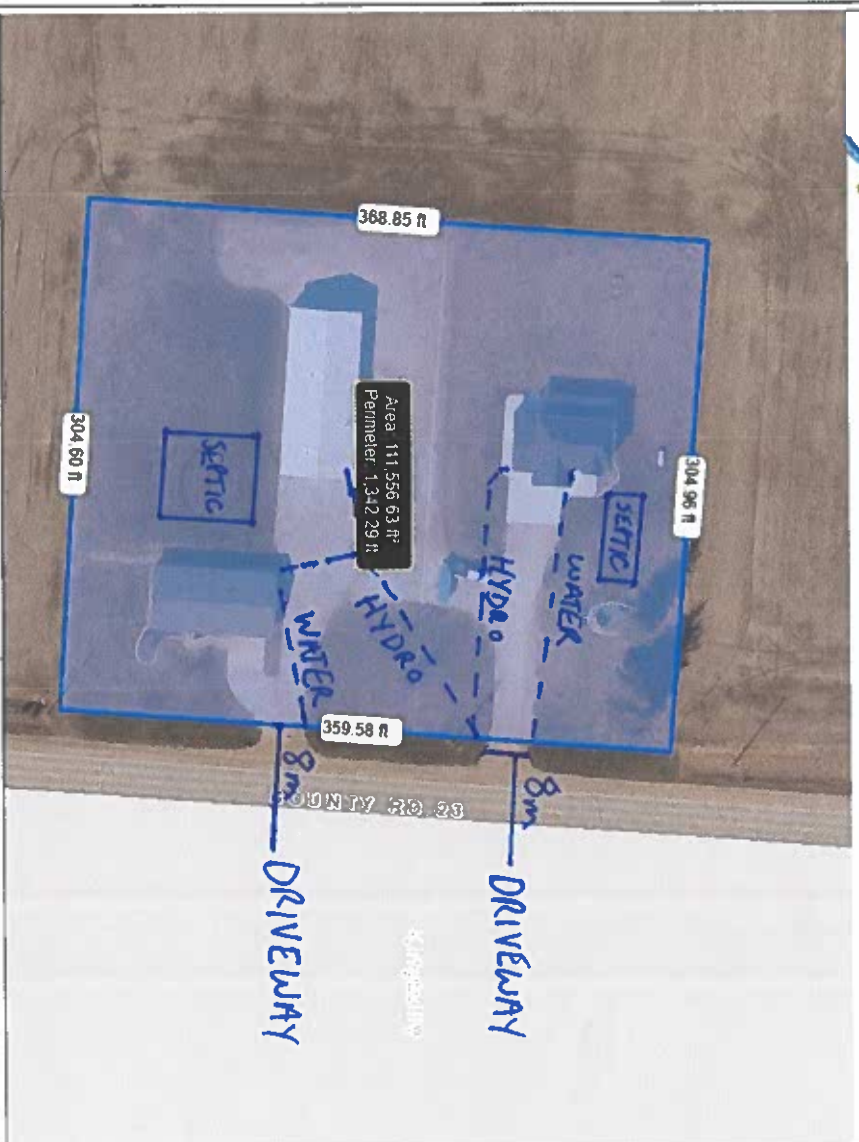 368.85 ft
304.96 ft
304.60 ft
359.58 ft
Area: 111,556.63 ft²
Perimeter: 1,342.29 ft
SEPTIC
SEPTIC
WATER
HYDRO
HYDRO
WATER
8m
8m
COUNTY RD. 23
DRIVEWAY
DRIVEWAY